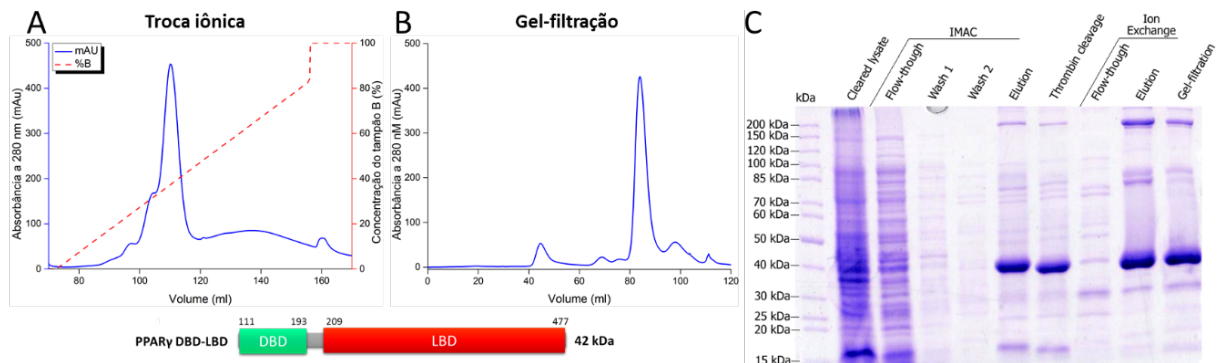 A
Troca iônica
mAU
%B
Absorbância a 280 nm (mAu)
500
400
300
200
100
0
80
100
120
140
160
Volume (ml)
100
80
60
40
20
0
Concentração do tampão B (%)
B
Gel-filtração
Absorbância a 280 nM (mAu)
500
400
300
200
100
0
0
20
40
60
80
100
120
Volume (ml)
PPARγ DBD-LBD
111
193
209
477
DBD
LBD
42 kDa
C
IMAC
Ion
Exchange
Cleared lysate
Flow-though
Wash 1
Wash 2
Elution
Thrombin cleavage
Flow-though
Elution
Gel-filtration
kDa
200 kDa
150 kDa
120 kDa
100 kDa
85 kDa
70 kDa
60 kDa
50 kDa
40 kDa
30 kDa
25 kDa
20 kDa
15 kDa